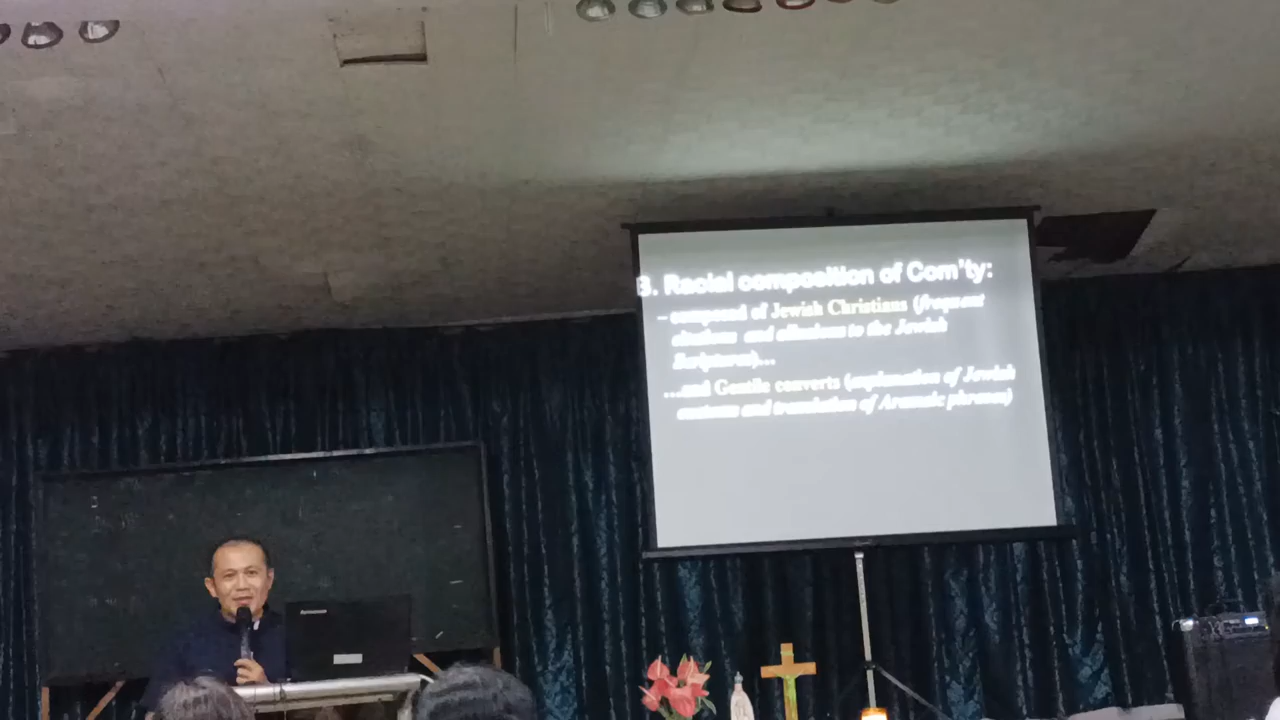 B. Racial composition of Com'ty:
– composed of Jewish Christians (frequent
citations and allusions to the Jewish
Scriptures)...
...and Gentile converts (explanation of Jewish
customs and translation of Aramaic phrases)
lenovo